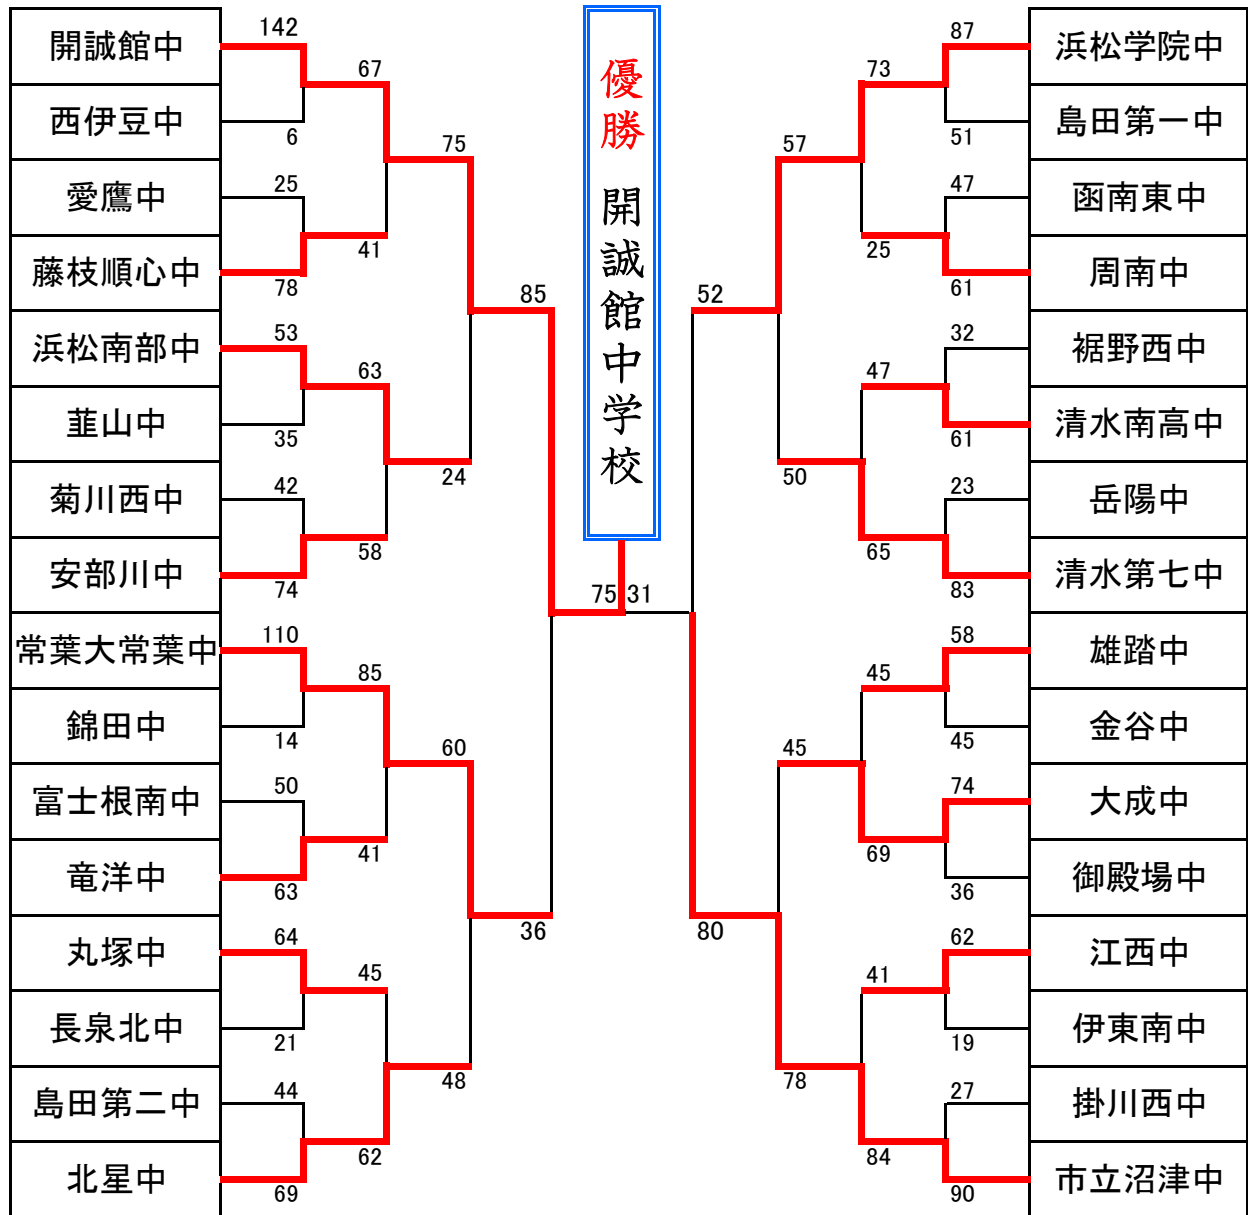 開誠館中
西伊豆中
愛鷹中
藤枝順心中
浜松南部中
韮山中
菊川西中
安部川中
常葉大常葉中
錦田中
富士根南中
竜洋中
丸塚中
長泉北中
島田第二中
北星中
142
6
25
78
53
35
42
74
110
14
50
63
64
21
44
69
67
41
63
58
85
41
45
62
75
24
60
48
85
36
優勝 開誠館中学校
75 31
52
80
57
50
45
78
73
25
47
65
45
69
41
84
87
51
47
61
32
61
23
83
58
45
74
36
62
19
27
90
浜松学院中
島田第一中
函南東中
周南中
裾野西中
清水南高中
岳陽中
清水第七中
雄踏中
金谷中
大成中
御殿場中
江西中
伊東南中
掛川西中
市立沼津中